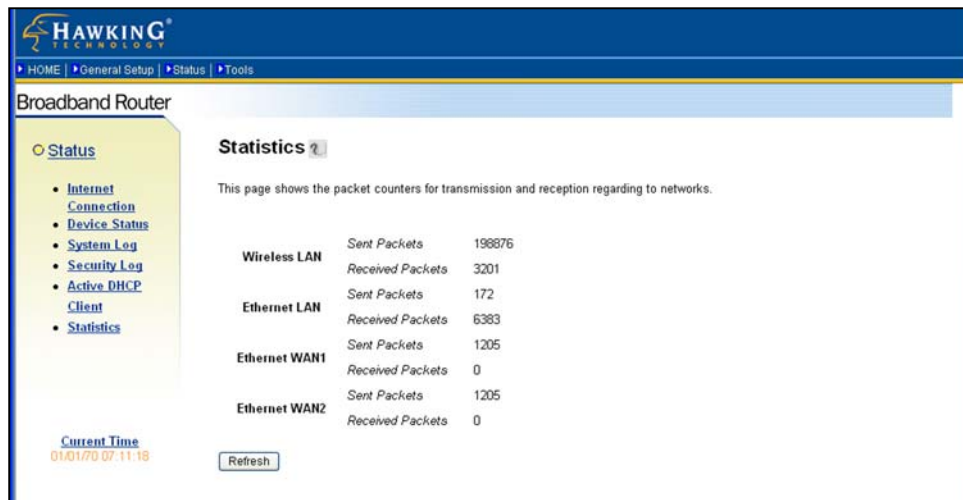 HAWKING®
TECHNOLOGY
HOME | General Setup | Status | Tools
Broadband Router
Status
Internet
Connection
Device Status
System Log
Security Log
Active DHCP
Client
Statistics
Current Time
01/01/70 07:11:18
Statistics ?
This page shows the packet counters for transmission and reception regarding to networks.
Wireless LAN
Sent Packets 198876
Received Packets 3201
Ethernet LAN
Sent Packets 172
Received Packets 6383
Ethernet WAN1
Sent Packets 1205
Received Packets 0
Ethernet WAN2
Sent Packets 1205
Received Packets 0
Refresh